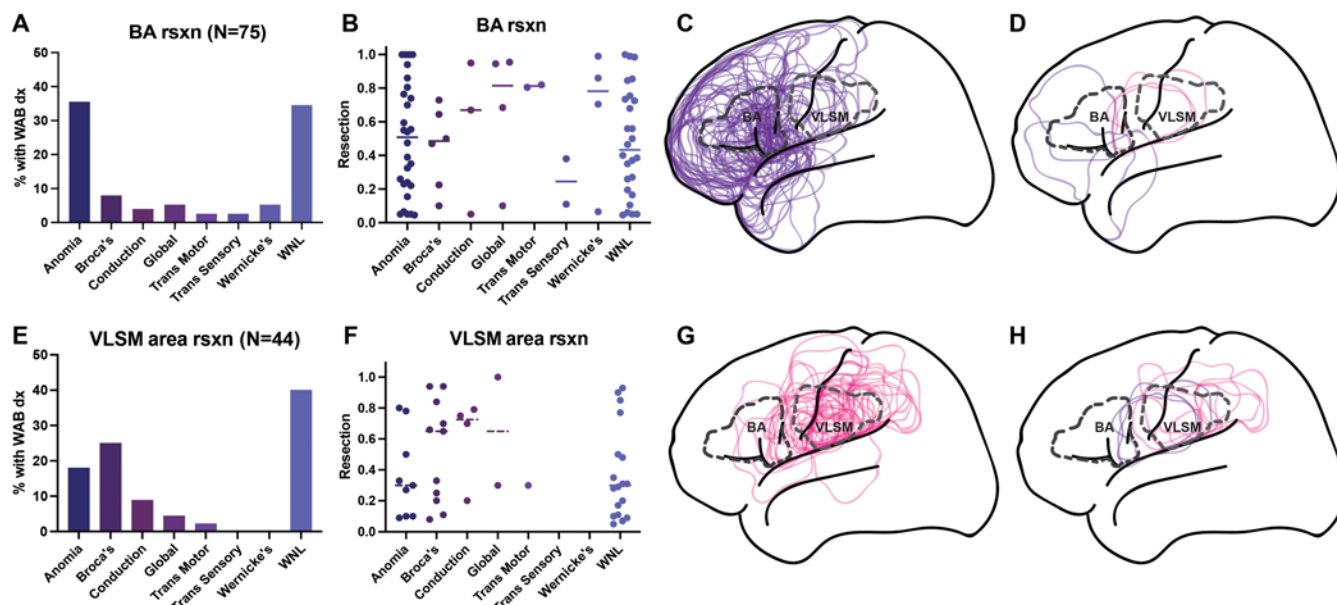 A
BA rsxn (N=75)
% with WAB dx
50
40
30
20
10
0
Anomia
Broca's
Conduction
Global
Trans Motor
Trans Sensory
Wernicke's
WNL
B
BA rsxn
Resection
1.0
0.8
0.6
0.4
0.2
0.0
Anomia
Broca's
Conduction
Global
Trans Motor
Trans Sensory
Wernicke's
WNL
C
BA
VLSM
D
BA
VLSM
E
VLSM area rsxn (N=44)
% with WAB dx
50
40
30
20
10
0
Anomia
Broca's
Conduction
Global
Trans Motor
Trans Sensory
Wernicke's
WNL
F
VLSM area rsxn
Resection
1.0
0.8
0.6
0.4
0.2
0.0
Anomia
Broca's
Conduction
Global
Trans Motor
Trans Sensory
Wernicke's
WNL
G
BA
VLSM
H
BA
VLSM